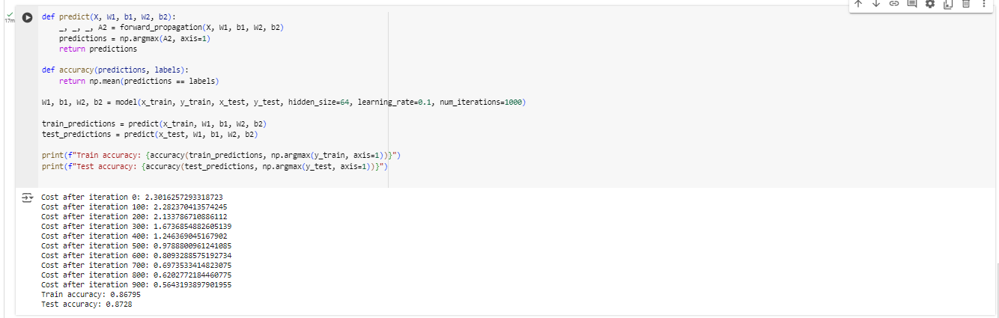 17m
def predict(X, W1, b1, W2, b2):
    _, _, _, A2 = forward_propagation(X, W1, b1, W2, b2)
    predictions = np.argmax(A2, axis=1)
    return predictions
def accuracy(predictions, labels):
    return np.mean(predictions == labels)
W1, b1, W2, b2 = model(x_train, y_train, x_test, y_test, hidden_size=64, learning_rate=0.1, num_iterations=1000)
train_predictions = predict(x_train, W1, b1, W2, b2)
test_predictions = predict(x_test, W1, b1, W2, b2)
print(f"Train accuracy: {accuracy(train_predictions, np.argmax(y_train, axis=1))}")
print(f"Test accuracy: {accuracy(test_predictions, np.argmax(y_test, axis=1))}")
Cost after iteration 0: 2.3016257293318723
Cost after iteration 100: 2.282370413574245
Cost after iteration 200: 2.133786710886112
Cost after iteration 300: 1.6736854882605139
Cost after iteration 400: 1.246369045167902
Cost after iteration 500: 0.9788800961241085
Cost after iteration 600: 0.8093288575192734
Cost after iteration 700: 0.6973533414823075
Cost after iteration 800: 0.6202772184460775
Cost after iteration 900: 0.5643193897901955
Train accuracy: 0.86795
Test accuracy: 0.8728